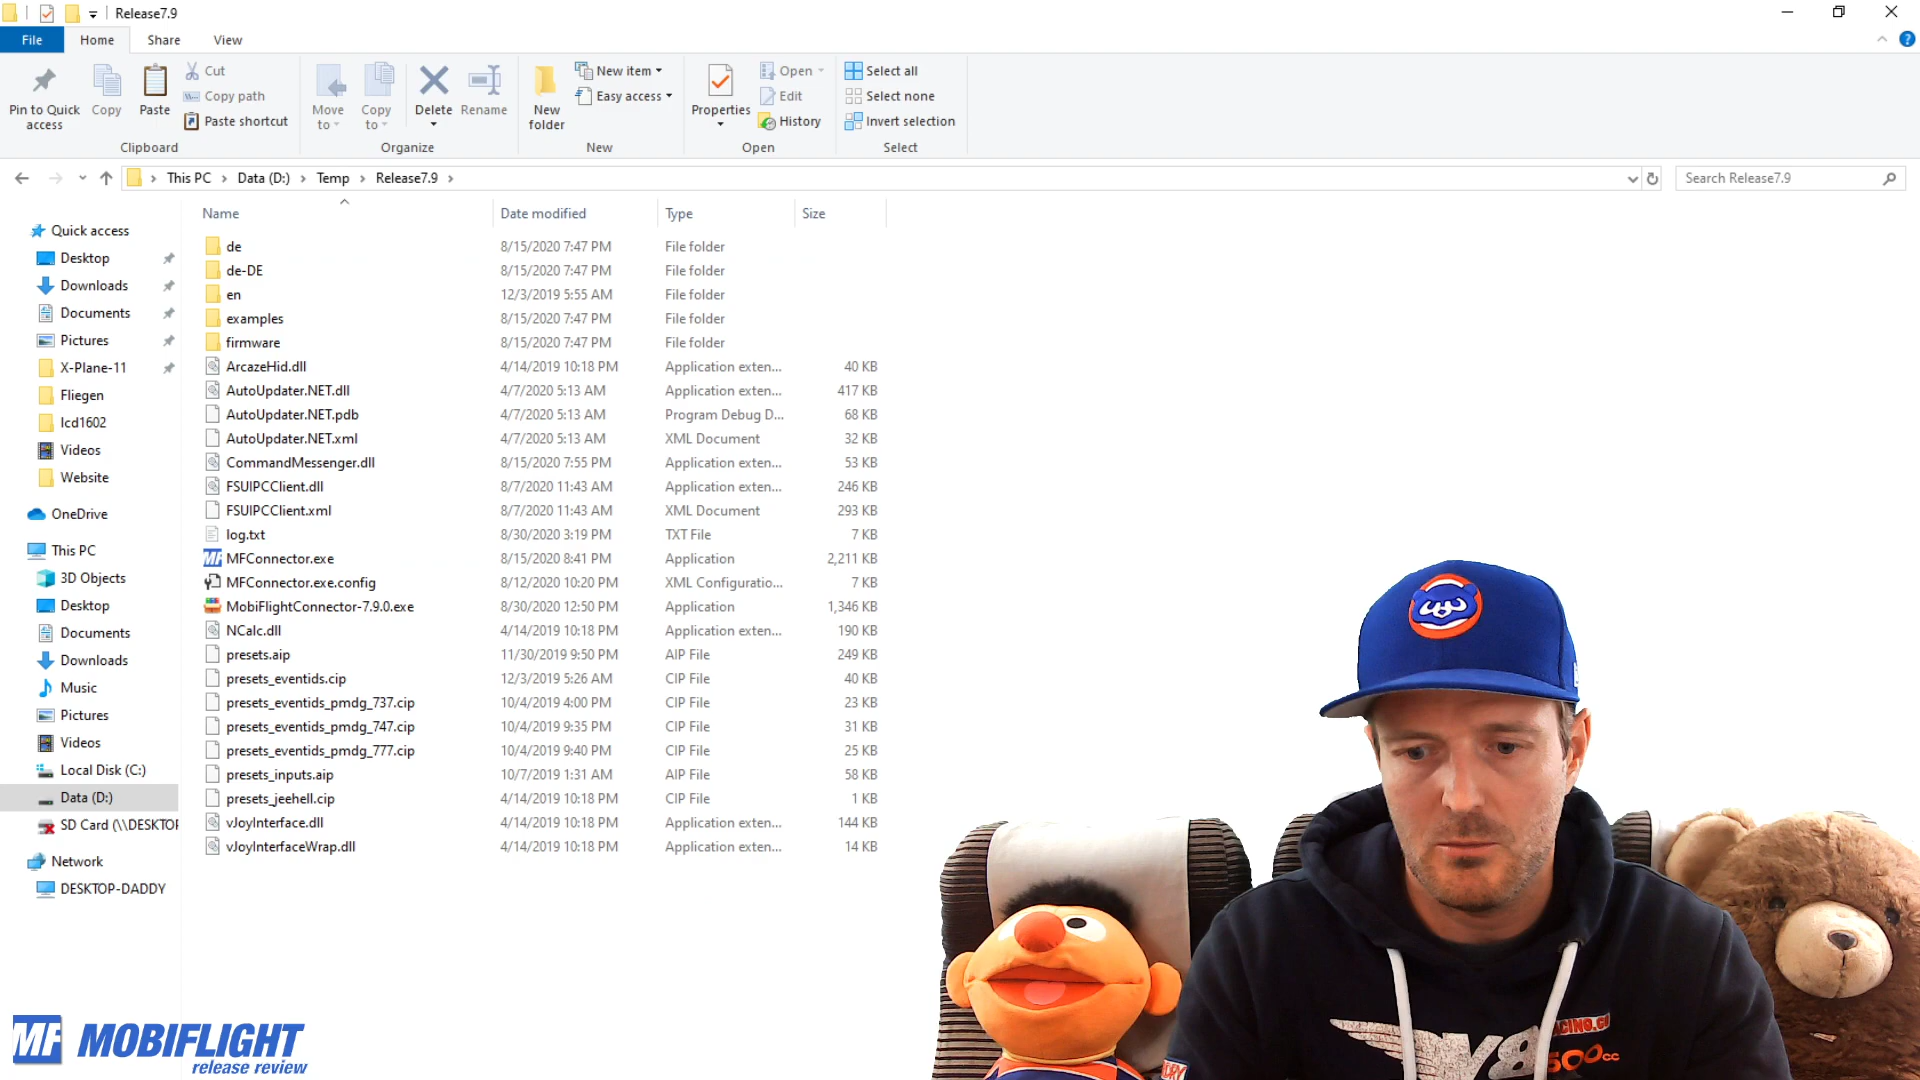 Release7.9
File
Home
Share
View
Pin to Quick access
Copy
Paste
Cut
Copy path
Paste shortcut
Clipboard
Move to
Copy to
Delete
Rename
Organize
New folder
New item
Easy access
New
Properties
Open
Edit
History
Open
Select all
Select none
Invert selection
Select
This PC > Data (D:) > Temp > Release7.9 >
Search Release7.9
Name Date modified Type Size
Quick access
Desktop
Downloads
Documents
Pictures
X-Plane-11
Fliegen
lcd1602
Videos
Website
OneDrive
This PC
3D Objects
Desktop
Documents
Downloads
Music
Pictures
Videos
Local Disk (C:)
Data (D:)
SD Card (\\DESKTOP
Network
DESKTOP-DADDY
de 8/15/2020 7:47 PM File folder
de-DE 8/15/2020 7:47 PM File folder
en 12/3/2019 5:55 AM File folder
examples 8/15/2020 7:47 PM File folder
firmware 8/15/2020 7:47 PM File folder
ArcazeHid.dll 4/14/2019 10:18 PM Application exten... 40 KB
AutoUpdater.NET.dll 4/7/2020 5:13 AM Application exten... 417 KB
AutoUpdater.NET.pdb 4/7/2020 5:13 AM Program Debug D... 68 KB
AutoUpdater.NET.xml 4/7/2020 5:13 AM XML Document 32 KB
CommandMessenger.dll 8/15/2020 7:55 PM Application exten... 53 KB
FSUIPCClient.dll 8/7/2020 11:43 AM Application exten... 246 KB
FSUIPCClient.xml 8/7/2020 11:43 AM XML Document 293 KB
log.txt 8/30/2020 3:19 PM TXT File 7 KB
MFConnector.exe 8/15/2020 8:41 PM Application 2,211 KB
MFConnector.exe.config 8/12/2020 10:20 PM XML Configuratio... 7 KB
MobiFlightConnector-7.9.0.exe 8/30/2020 12:50 PM Application 1,346 KB
NCalc.dll 4/14/2019 10:18 PM Application exten... 190 KB
presets.aip 11/30/2019 9:50 PM AIP File 249 KB
presets_eventids.cip 12/3/2019 5:26 AM CIP File 40 KB
presets_eventids_pmdg_737.cip 10/4/2019 4:00 PM CIP File 23 KB
presets_eventids_pmdg_747.cip 10/4/2019 9:35 PM CIP File 31 KB
presets_eventids_pmdg_777.cip 10/4/2019 9:40 PM CIP File 25 KB
presets_inputs.aip 10/7/2019 1:31 AM AIP File 58 KB
presets_jeehell.cip 4/14/2019 10:18 PM CIP File 1 KB
vJoyInterface.dll 4/14/2019 10:18 PM Application exten... 144 KB
vJoyInterfaceWrap.dll 4/14/2019 10:18 PM Application exten... 14 KB
MF MOBIFLIGHT
release review
500cc